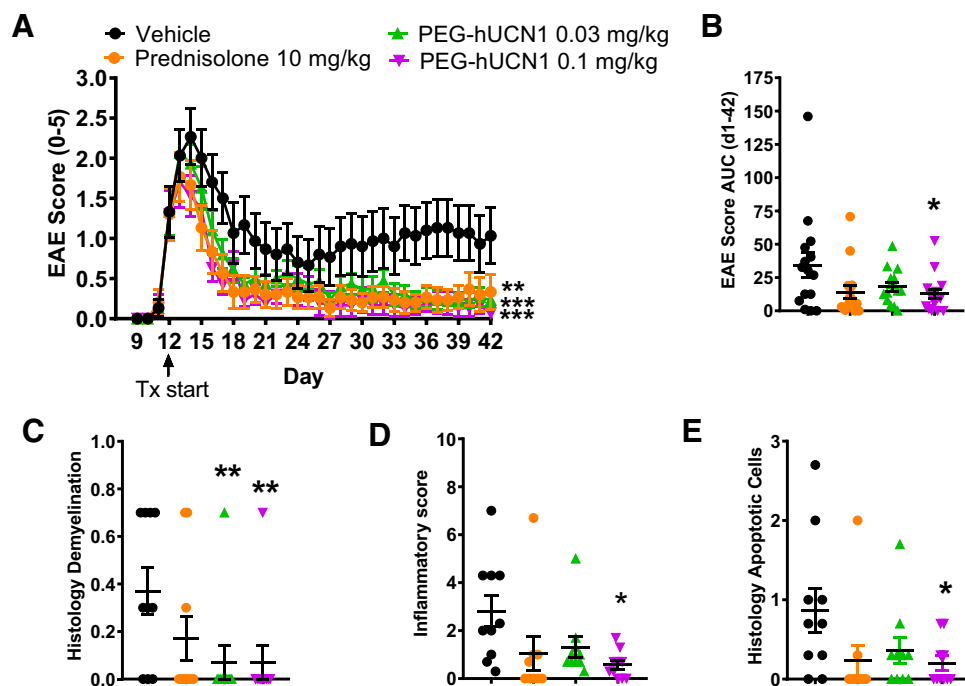 A
Vehicle
PEG-hUCN1 0.03 mg/kg
Prednisolone 10 mg/kg
PEG-hUCN1 0.1 mg/kg
EAE Score (0-5)
3.0
2.5
2.0
1.5
1.0
0.5
0.0
9 12 15 18 21 24 27 30 33 36 39 42
**
***
***
Tx start
Day
B
EAE Score AUC (d1-42)
175
150
125
100
75
50
25
0
*
C
Histology Demyelination
1.0
0.8
0.6
0.4
0.2
0.0
**
**
D
Inflammatory score
10
8
6
4
2
0
*
E
Histology Apoptotic Cells
3
2
1
0
*